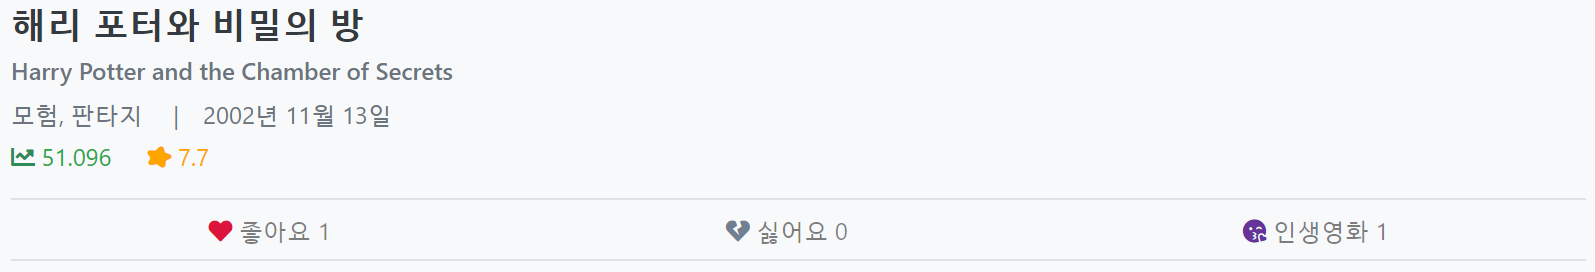 해리 포터와 비밀의 방
Harry Potter and the Chamber of Secrets
모험, 판타지 | 2002년 11월 13일
51.096 7.7
좋아요 1 싫어요 0 인생영화 1